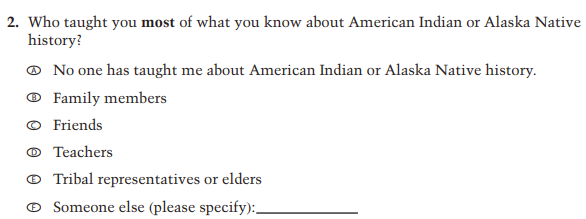 2. Who taught you most of what you know about American Indian or Alaska Native
history?
Ⓐ No one has taught me about American Indian or Alaska Native history.
Ⓑ Family members
Ⓒ Friends
Ⓓ Teachers
Ⓔ Tribal representatives or elders
Ⓕ Someone else (please specify):____________